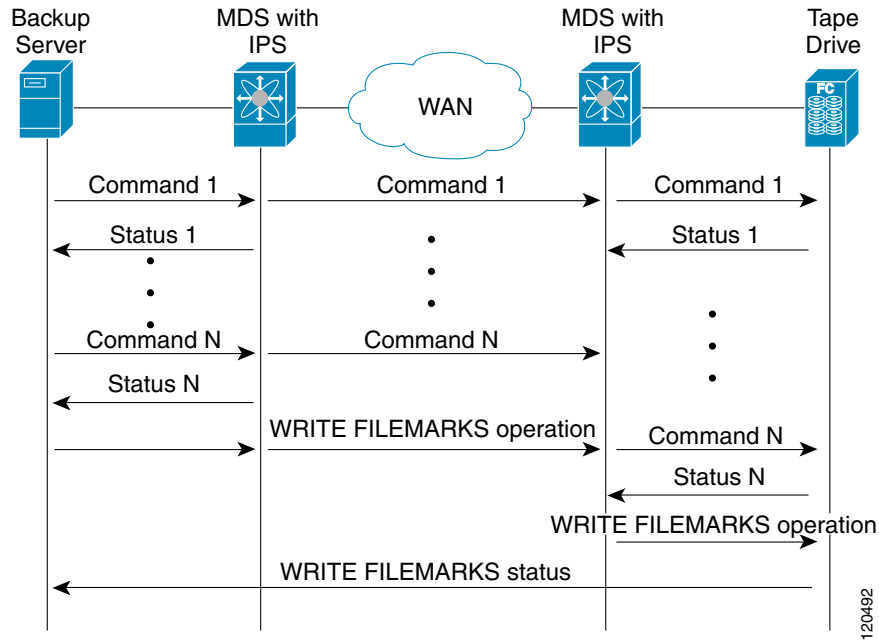 Backup
Server
MDS with
IPS
MDS with
IPS
Tape
Drive
FC
WAN
Command 1
Command 1
Command 1
Status 1
Status 1
Command N
Command N
Status N
WRITE FILEMARKS operation
Command N
Status N
WRITE FILEMARKS operation
WRITE FILEMARKS status
120492